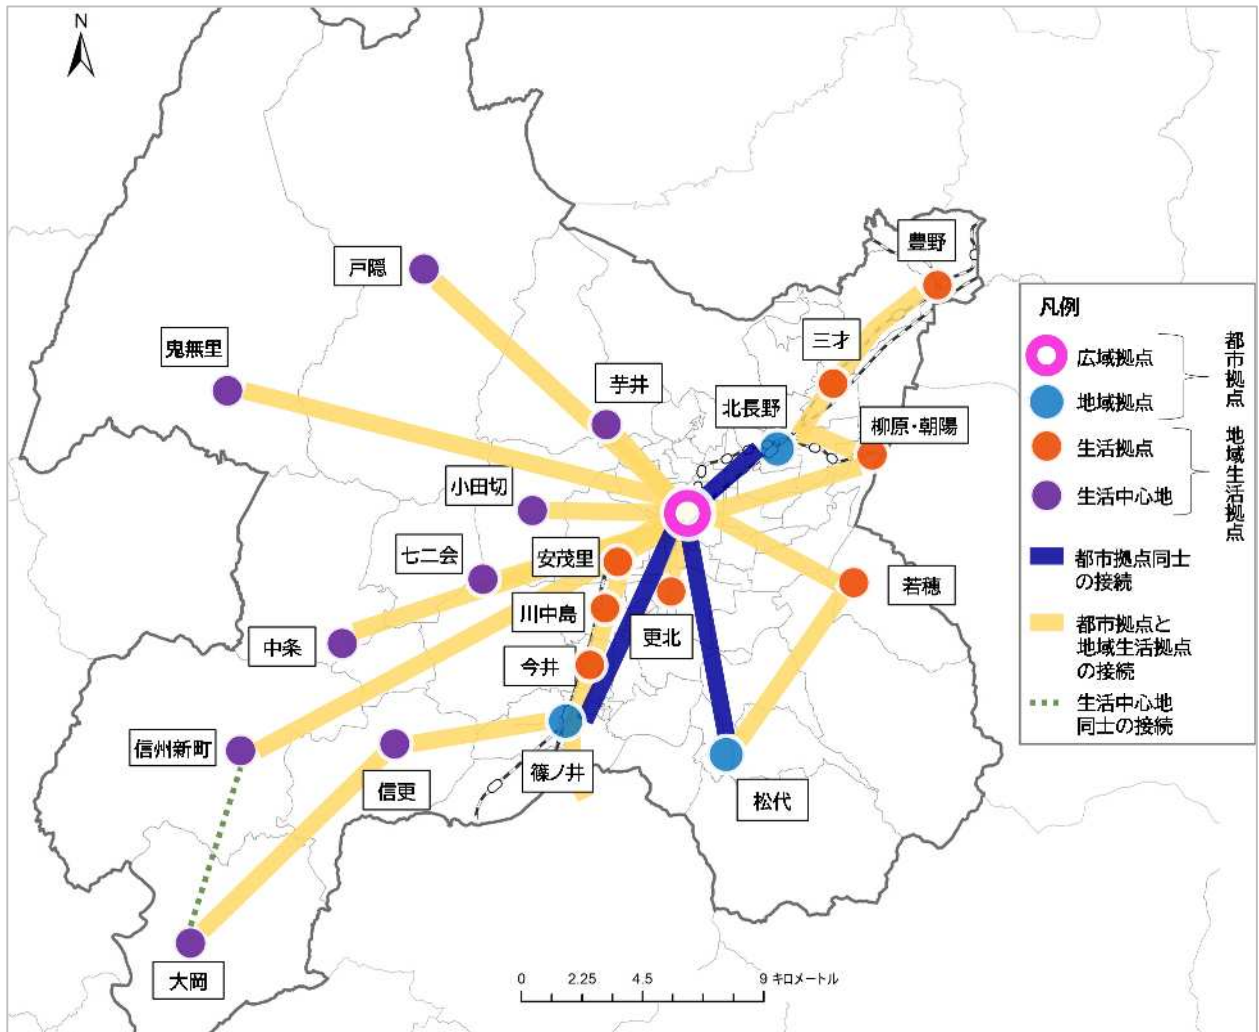 N
豊野
戸隠
三才
鬼無里
芋井
北長野
柳原・朝陽
小田切
安茂里
七二会
若穂
川中島
更北
中条
今井
信州新町
信更
篠ノ井
松代
大岡
0 2.25 4.5 9 キロメートル
凡例
広域拠点
地域拠点
都市拠点
生活拠点
生活中心地
地域生活拠点
都市拠点同士
の接続
都市拠点と
地域生活拠点
の接続
生活中心地
同士の接続